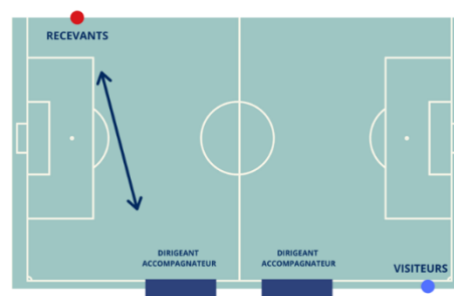 RECEVANTS
DIRIGEANT
ACCOMPAGNATEUR
DIRIGEANT
ACCOMPAGNATEUR
VISITEURS